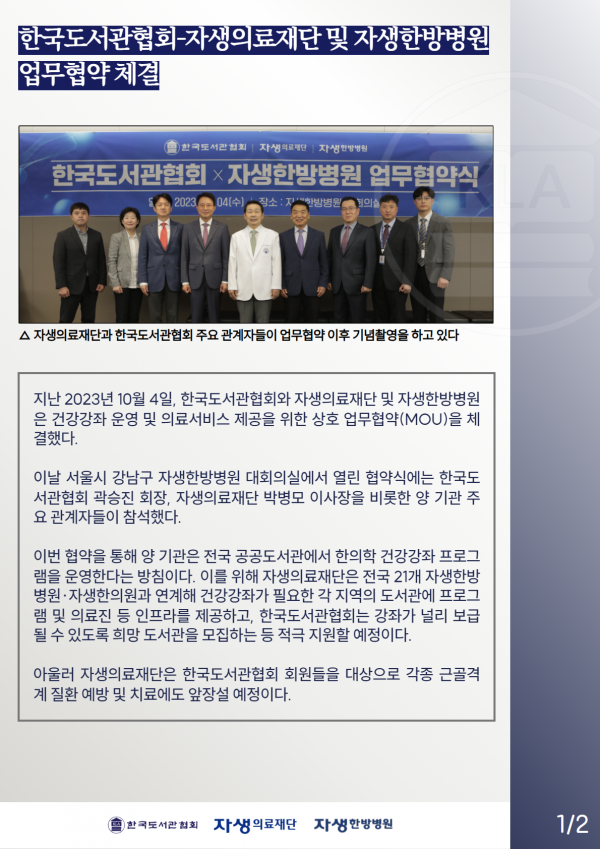 한국도서관협회-자생의료재단 및 자생한방병원
업무협약 체결
KLA
한국도서관협회 | 자생의료재단 | 자생한방병원
한국도서관협회 × 자생한방병원 업무협약식
2023. 04(수) 장소 : 자생한방병원
△ 자생의료재단과 한국도서관협회 주요 관계자들이 업무협약 이후 기념촬영을 하고 있다
지난 2023년 10월 4일, 한국도서관협회와 자생의료재단 및 자생한방병원
은 건강강좌 운영 및 의료서비스 제공을 위한 상호 업무협약(MOU)을 체
결했다.
이날 서울시 강남구 자생한방병원 대회의실에서 열린 협약식에는 한국도
서관협회 곽승진 회장, 자생의료재단 박병모 이사장을 비롯한 양 기관 주
요 관계자들이 참석했다.
이번 협약을 통해 양 기관은 전국 공공도서관에서 한의학 건강강좌 프로그
램을 운영한다는 방침이다. 이를 위해 자생의료재단은 전국 21개 자생한방
병원·자생한의원과 연계해 건강강좌가 필요한 각 지역의 도서관에 프로그
램 및 의료진 등 인프라를 제공하고, 한국도서관협회는 강좌가 널리 보급
될 수 있도록 희망 도서관을 모집하는 등 적극 지원할 예정이다.
아울러 자생의료재단은 한국도서관협회 회원들을 대상으로 각종 근골격
계 질환 예방 및 치료에도 앞장설 예정이다.
한국도서관협회 자생의료재단 자생한방병원
1/2